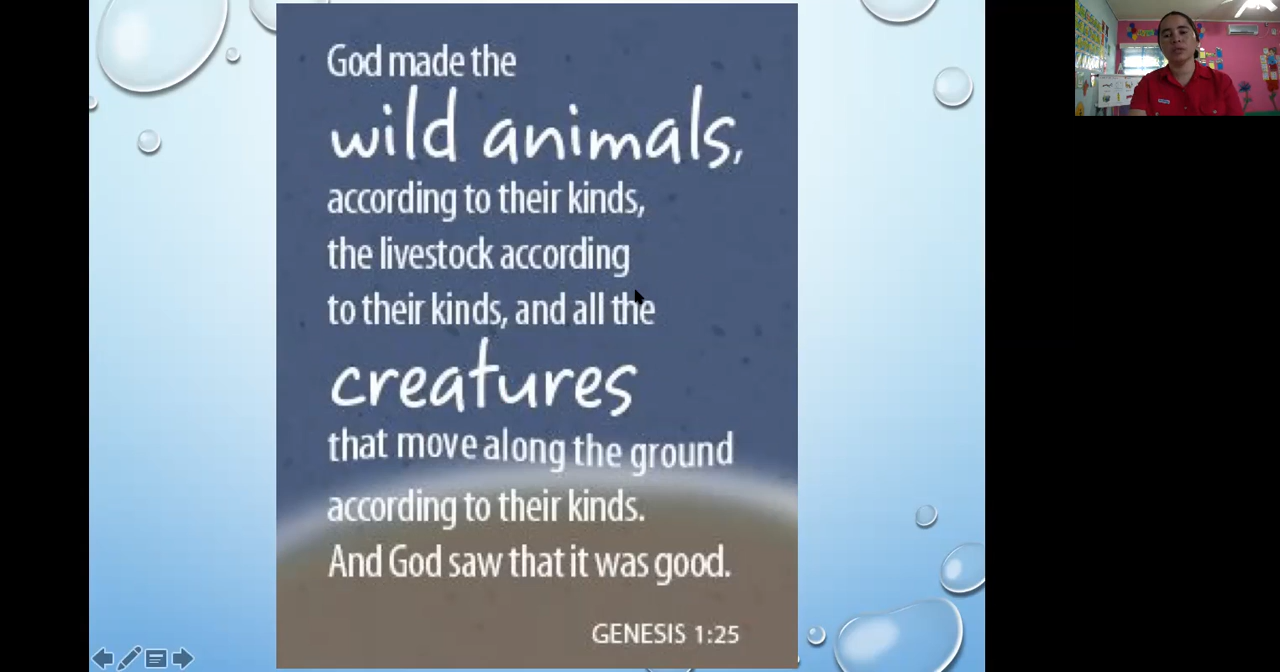 God made the
wild animals,
according to their kinds,
the livestock according
to their kinds, and all the
creatures
that move along the ground
according to their kinds.
And God saw that it was good.
GENESIS 1:25